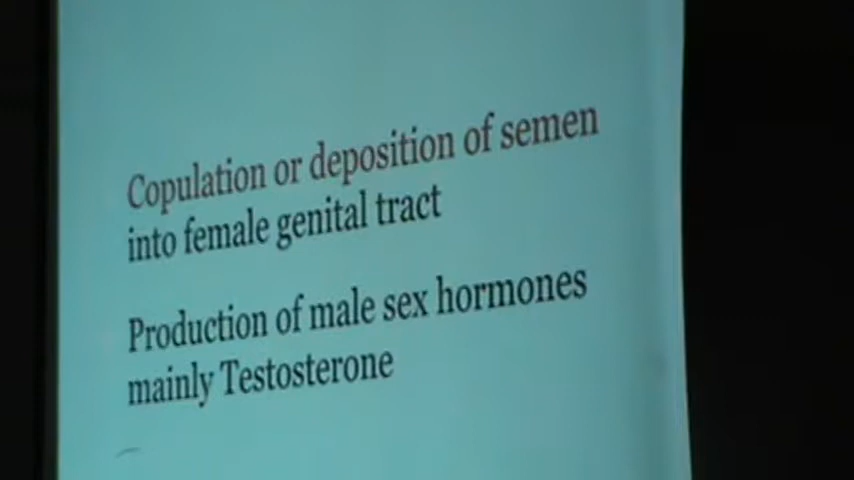 Copulation or deposition of semen
into female genital tract
Production of male sex hormones
mainly Testosterone